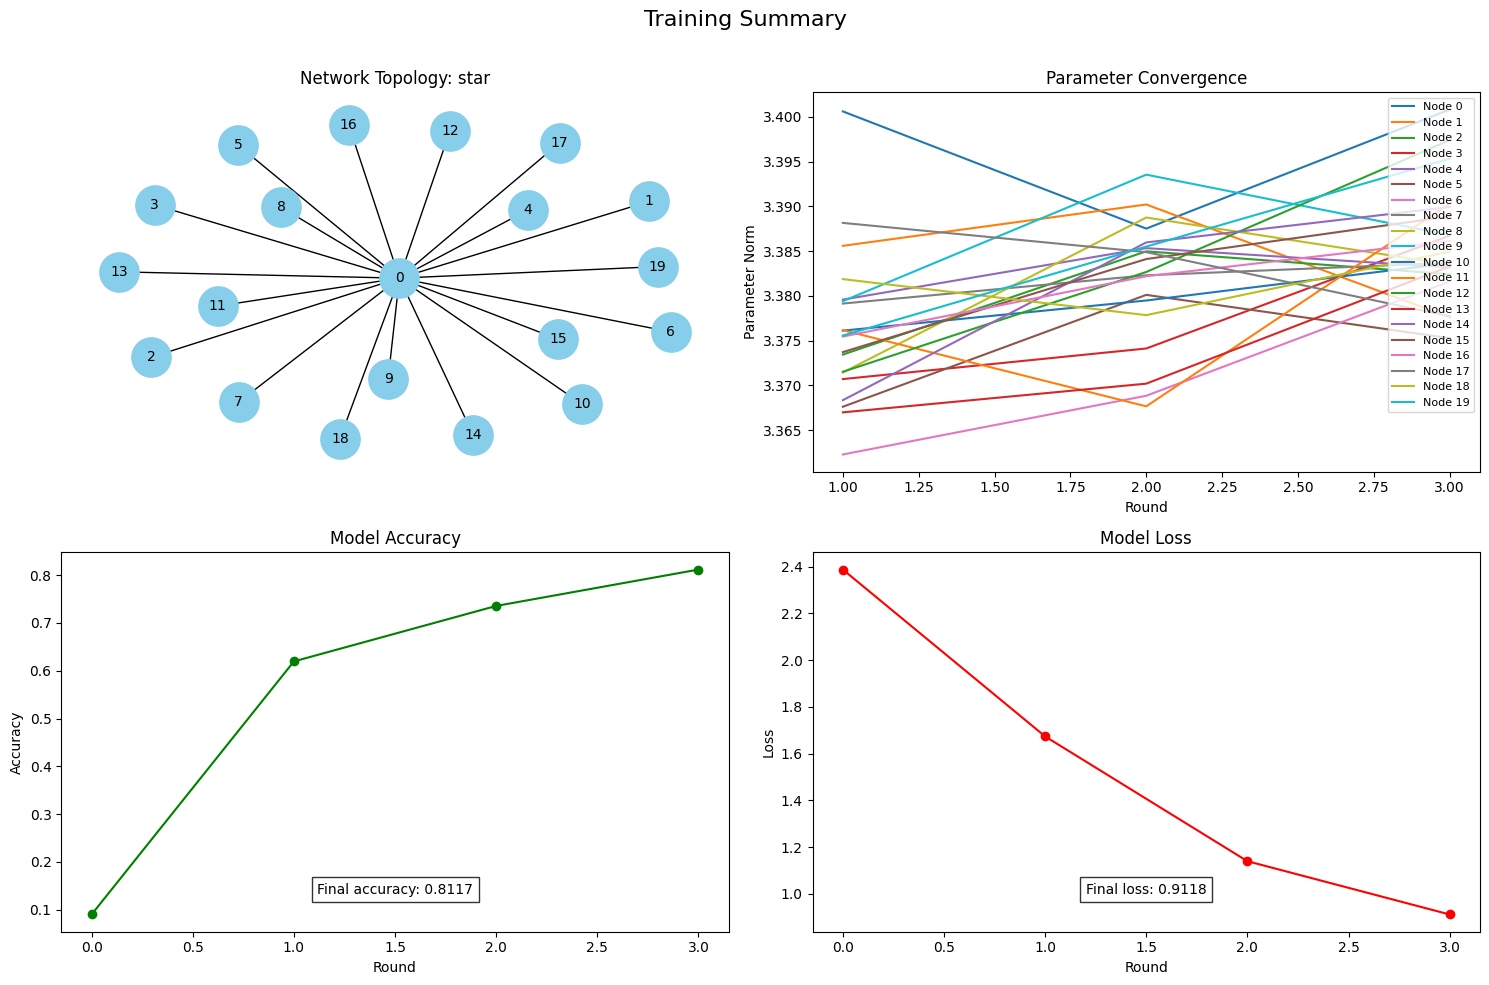 Training Summary
Network Topology: star
16
12
5
17
1
3
8
4
0
19
13
11
6
15
2
9
7
10
14
18
Parameter Convergence
Parameter Norm
3.400
3.395
3.390
3.385
3.380
3.375
3.370
3.365
Node 0
Node 1
Node 2
Node 3
Node 4
Node 5
Node 6
Node 7
Node 8
Node 9
Node 10
Node 11
Node 12
Node 13
Node 14
Node 15
Node 16
Node 17
Node 18
Node 19
1.00 1.25 1.50 1.75 2.00 2.25 2.50 2.75 3.00
Round
Model Accuracy
Accuracy
0.8
0.7
0.6
0.5
0.4
0.3
0.2
0.1
Final accuracy: 0.8117
0.0 0.5 1.0 1.5 2.0 2.5 3.0
Round
Model Loss
Loss
2.4
2.2
2.0
1.8
1.6
1.4
1.2
1.0
Final loss: 0.9118
0.0 0.5 1.0 1.5 2.0 2.5 3.0
Round